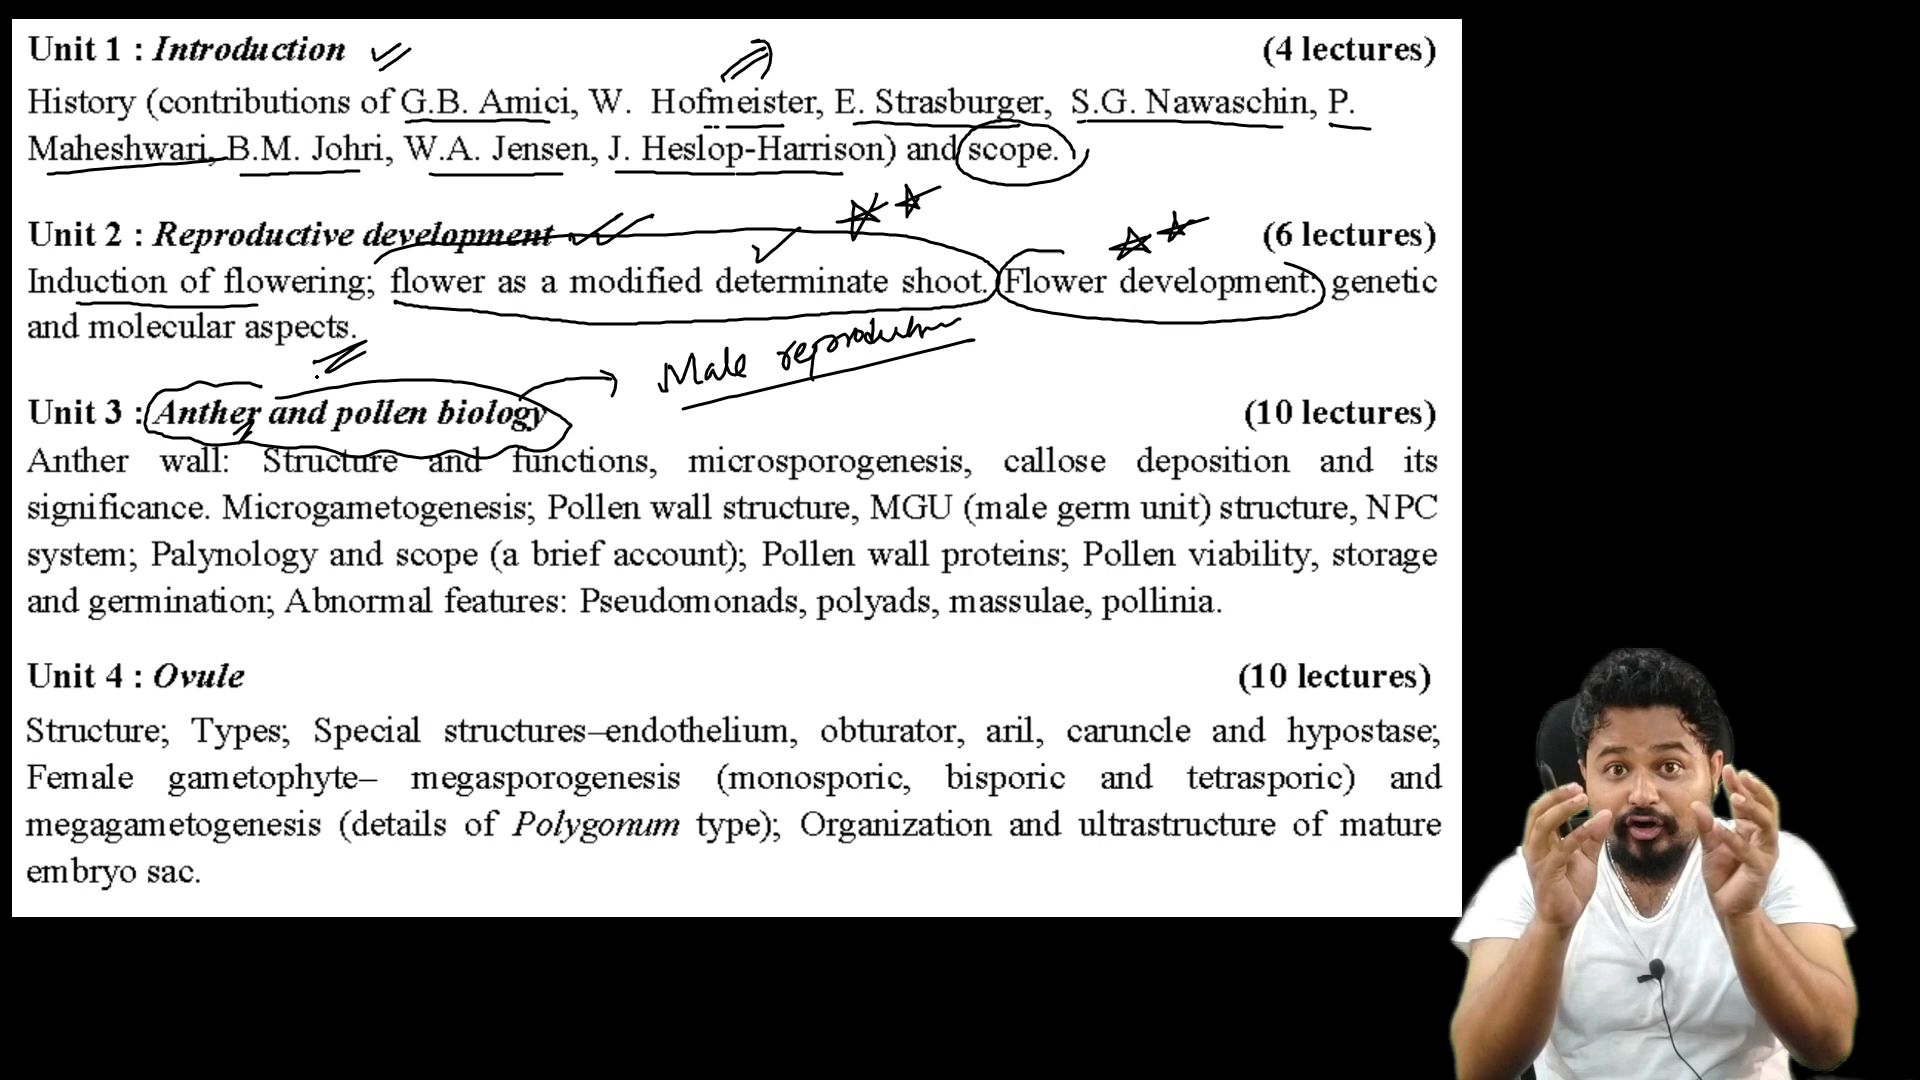 Unit 1 : Introduction (4 lectures)
History (contributions of G.B. Amici, W. Hofmeister, E. Strasburger, S.G. Nawaschin, P.
Maheshwari, B.M. Johri, W.A. Jensen, J. Heslop-Harrison) and scope.
Unit 2 : Reproductive development (6 lectures)
Induction of flowering; flower as a modified determinate shoot. Flower development: genetic
and molecular aspects.
Male reproduction
Unit 3 : Anther and pollen biology (10 lectures)
Anther wall: Structure and functions, microsporogenesis, callose deposition and its
significance. Microgametogenesis; Pollen wall structure, MGU (male germ unit) structure, NPC
system; Palynology and scope (a brief account); Pollen wall proteins; Pollen viability, storage
and germination; Abnormal features: Pseudomonads, polyads, massulae, pollinia.
Unit 4 : Ovule (10 lectures)
Structure; Types; Special structures–endothelium, obturator, aril, caruncle and hypostase;
Female gametophyte– megasporogenesis (monosporic, bisporic and tetrasporic) and
megagametogenesis (details of Polygonum type); Organization and ultrastructure of mature
embryo sac.